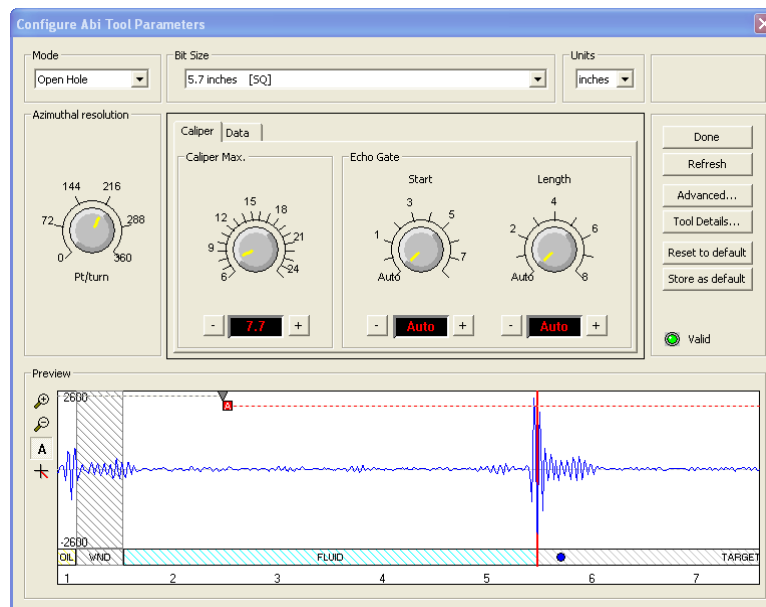 Configure Abi Tool Parameters
Mode
Open Hole
Bit Size
5.7 inches [SQ]
Units
inches
Azimuthal resolution
0
72
144
216
288
360
Pt/turn
Caliper
Data
Caliper Max.
6
9
12
15
18
21
24
-
7.7
+
Echo Gate
Start
Auto
1
3
5
7
-
Auto
+
Length
Auto
2
4
6
8
-
Auto
+
Done
Refresh
Advanced...
Tool Details...
Reset to default
Store as default
Valid
Preview
A
2600
A
-2600
OIL
WND
FLUID
TARGET
1 2 3 4 5 6 7